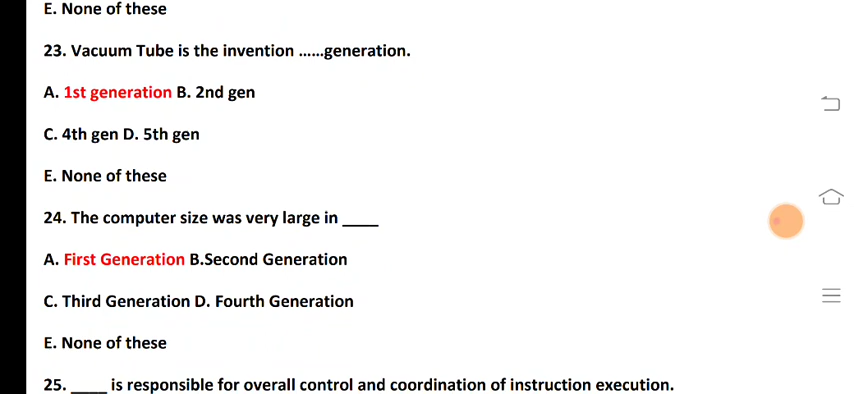 E. None of these
23. Vacuum Tube is the invention ......generation.
A. 1st generation B. 2nd gen
C. 4th gen D. 5th gen
E. None of these
24. The computer size was very large in ____
A. First Generation B.Second Generation
C. Third Generation D. Fourth Generation
E. None of these
25. ____ is responsible for overall control and coordination of instruction execution.